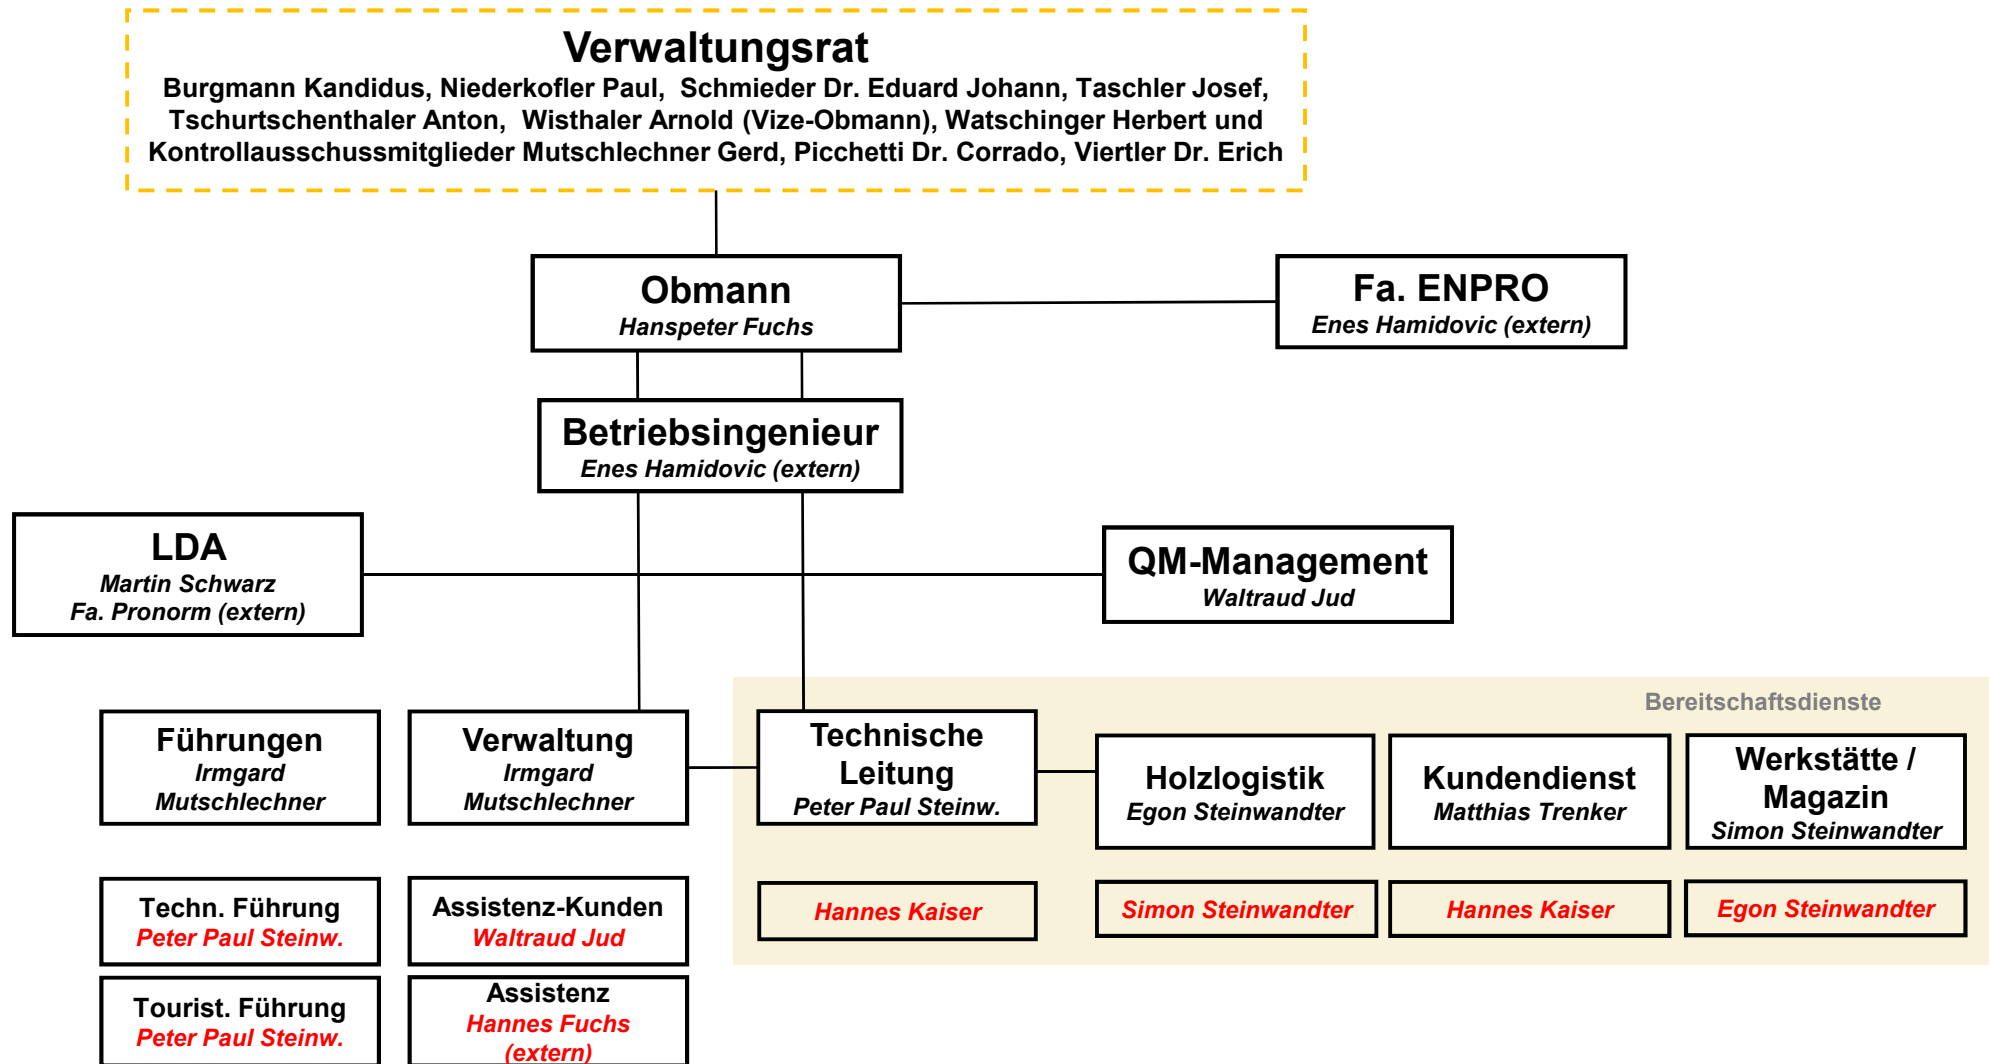 Verwaltungsrat
Burgmann Kandidus, Niederkofler Paul, Schmieder Dr. Eduard Johann, Taschler Josef,
Tschurtschenthaler Anton, Wisthaler Arnold (Vize-Obmann), Watschinger Herbert und
Kontrollausschussmitglieder Mutschlechner Gerd, Picchetti Dr. Corrado, Viertler Dr. Erich
Obmann
Hanspeter Fuchs
Fa. ENPRO
Enes Hamidovic (extern)
Betriebsingenieur
Enes Hamidovic (extern)
LDA
Martin Schwarz
Fa. Pronorm (extern)
QM-Management
Waltraud Jud
Bereitschaftsdienste
Führungen
Irmgard
Mutschlechner
Verwaltung
Irmgard
Mutschlechner
Technische
Leitung
Peter Paul Steinw.
Holzlogistik
Egon Steinwandter
Kundendienst
Matthias Trenker
Werkstätte /
Magazin
Simon Steinwandter
Techn. Führung
Peter Paul Steinw.
Assistenz-Kunden
Waltraud Jud
Hannes Kaiser
Simon Steinwandter
Hannes Kaiser
Egon Steinwandter
Tourist. Führung
Peter Paul Steinw.
Assistenz
Hannes Fuchs
(extern)